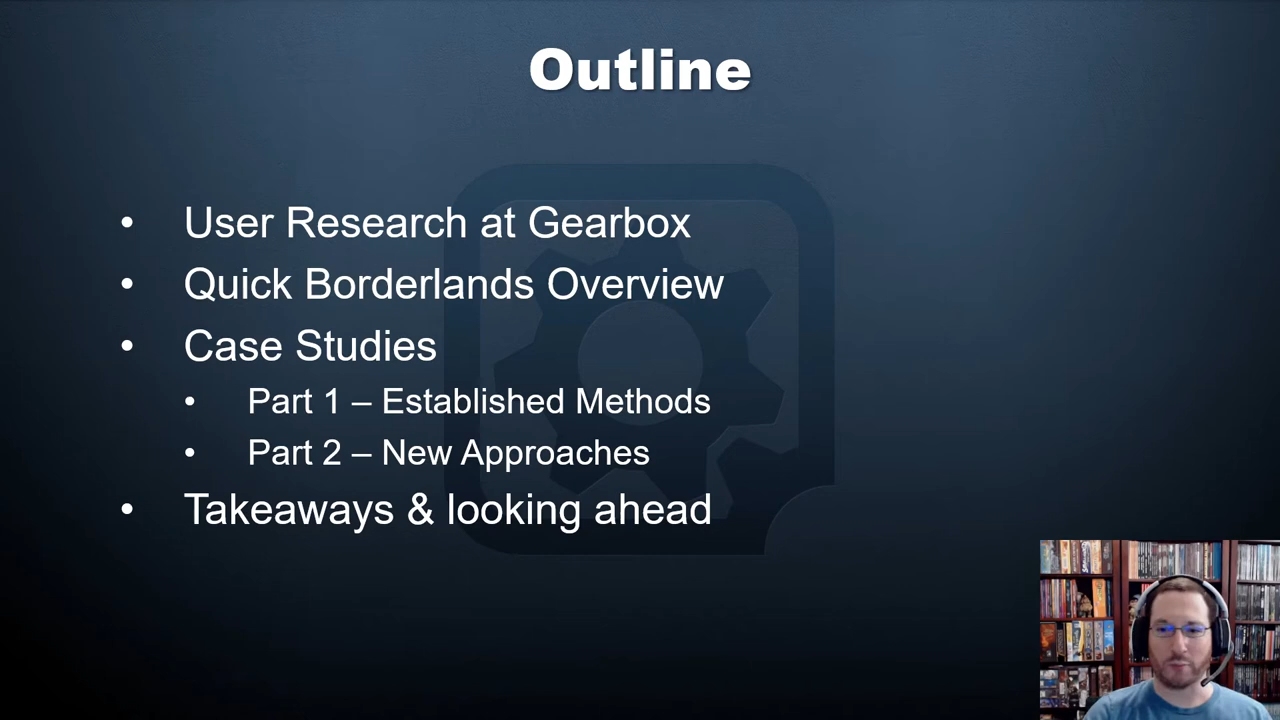 Outline
• User Research at Gearbox
• Quick Borderlands Overview
• Case Studies
• Part 1 – Established Methods
• Part 2 – New Approaches
• Takeaways & looking ahead